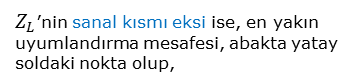 Z_L'nin sanal kısmı eksi ise, en yakın
uyumlandırma mesafesi, abakta yatay
soldaki nokta olup,